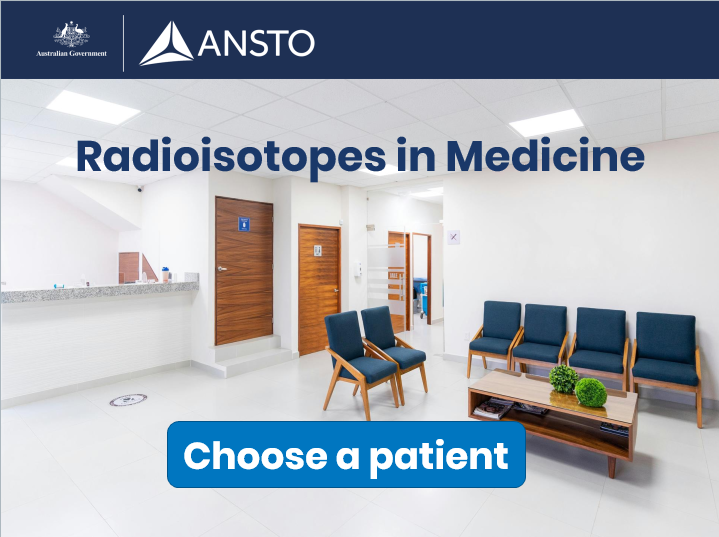 Australian Government
ANSTO
Radioisotopes in Medicine
Choose a patient